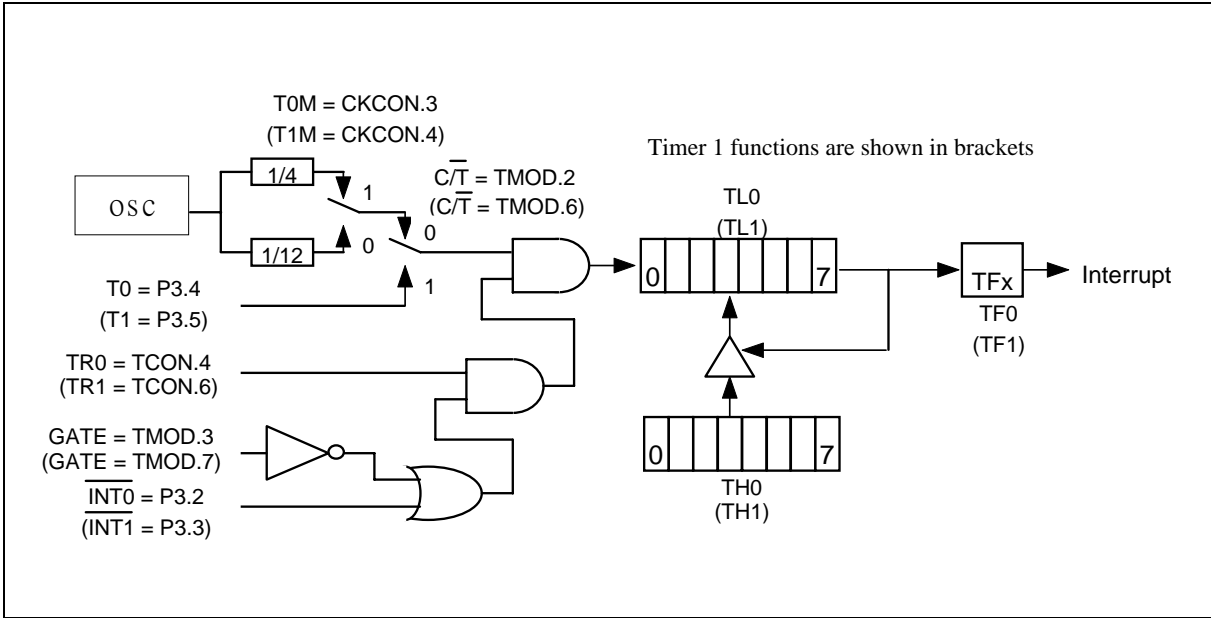 T0M = CKCON.3
(T1M = CKCON.4)
Timer 1 functions are shown in brackets
1/4
C/T̅ = TMOD.2
(C/T̅ = TMOD.6)
1
TL0
(TL1)
OSC
0
0
1/12
0
7
TFx
Interrupt
T0 = P3.4
(T1 = P3.5)
1
TF0
(TF1)
TR0 = TCON.4
(TR1 = TCON.6)
GATE = TMOD.3
(GATE = TMOD.7)
0
7
I̅N̅T̅0̅ = P3.2
(I̅N̅T̅1̅ = P3.3)
TH0
(TH1)